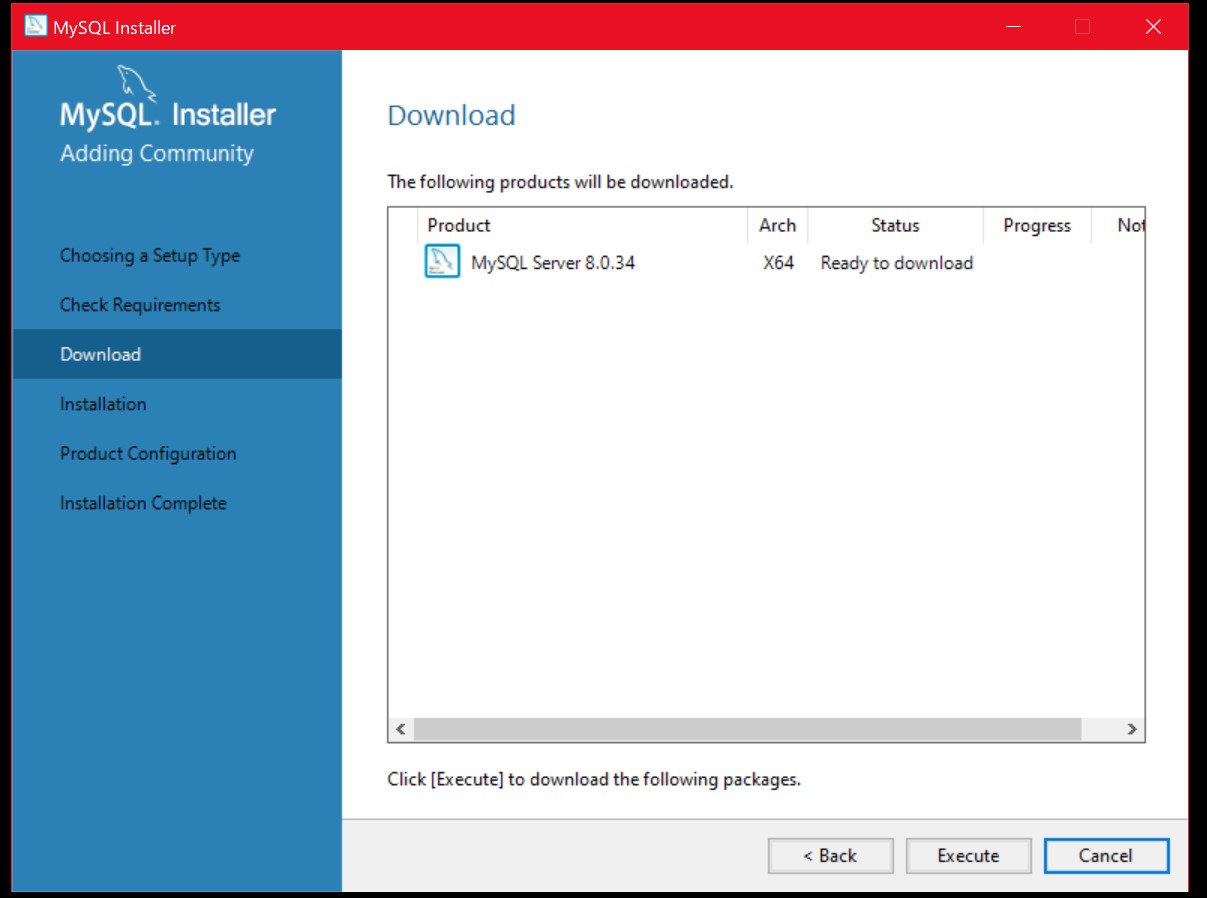 MySQL Installer
MySQL. Installer
Adding Community
Choosing a Setup Type
Check Requirements
Download
Installation
Product Configuration
Installation Complete
Download
The following products will be downloaded.
Product Arch Status Progress Not
MySQL Server 8.0.34 X64 Ready to download
Click [Execute] to download the following packages.
< Back Execute Cancel